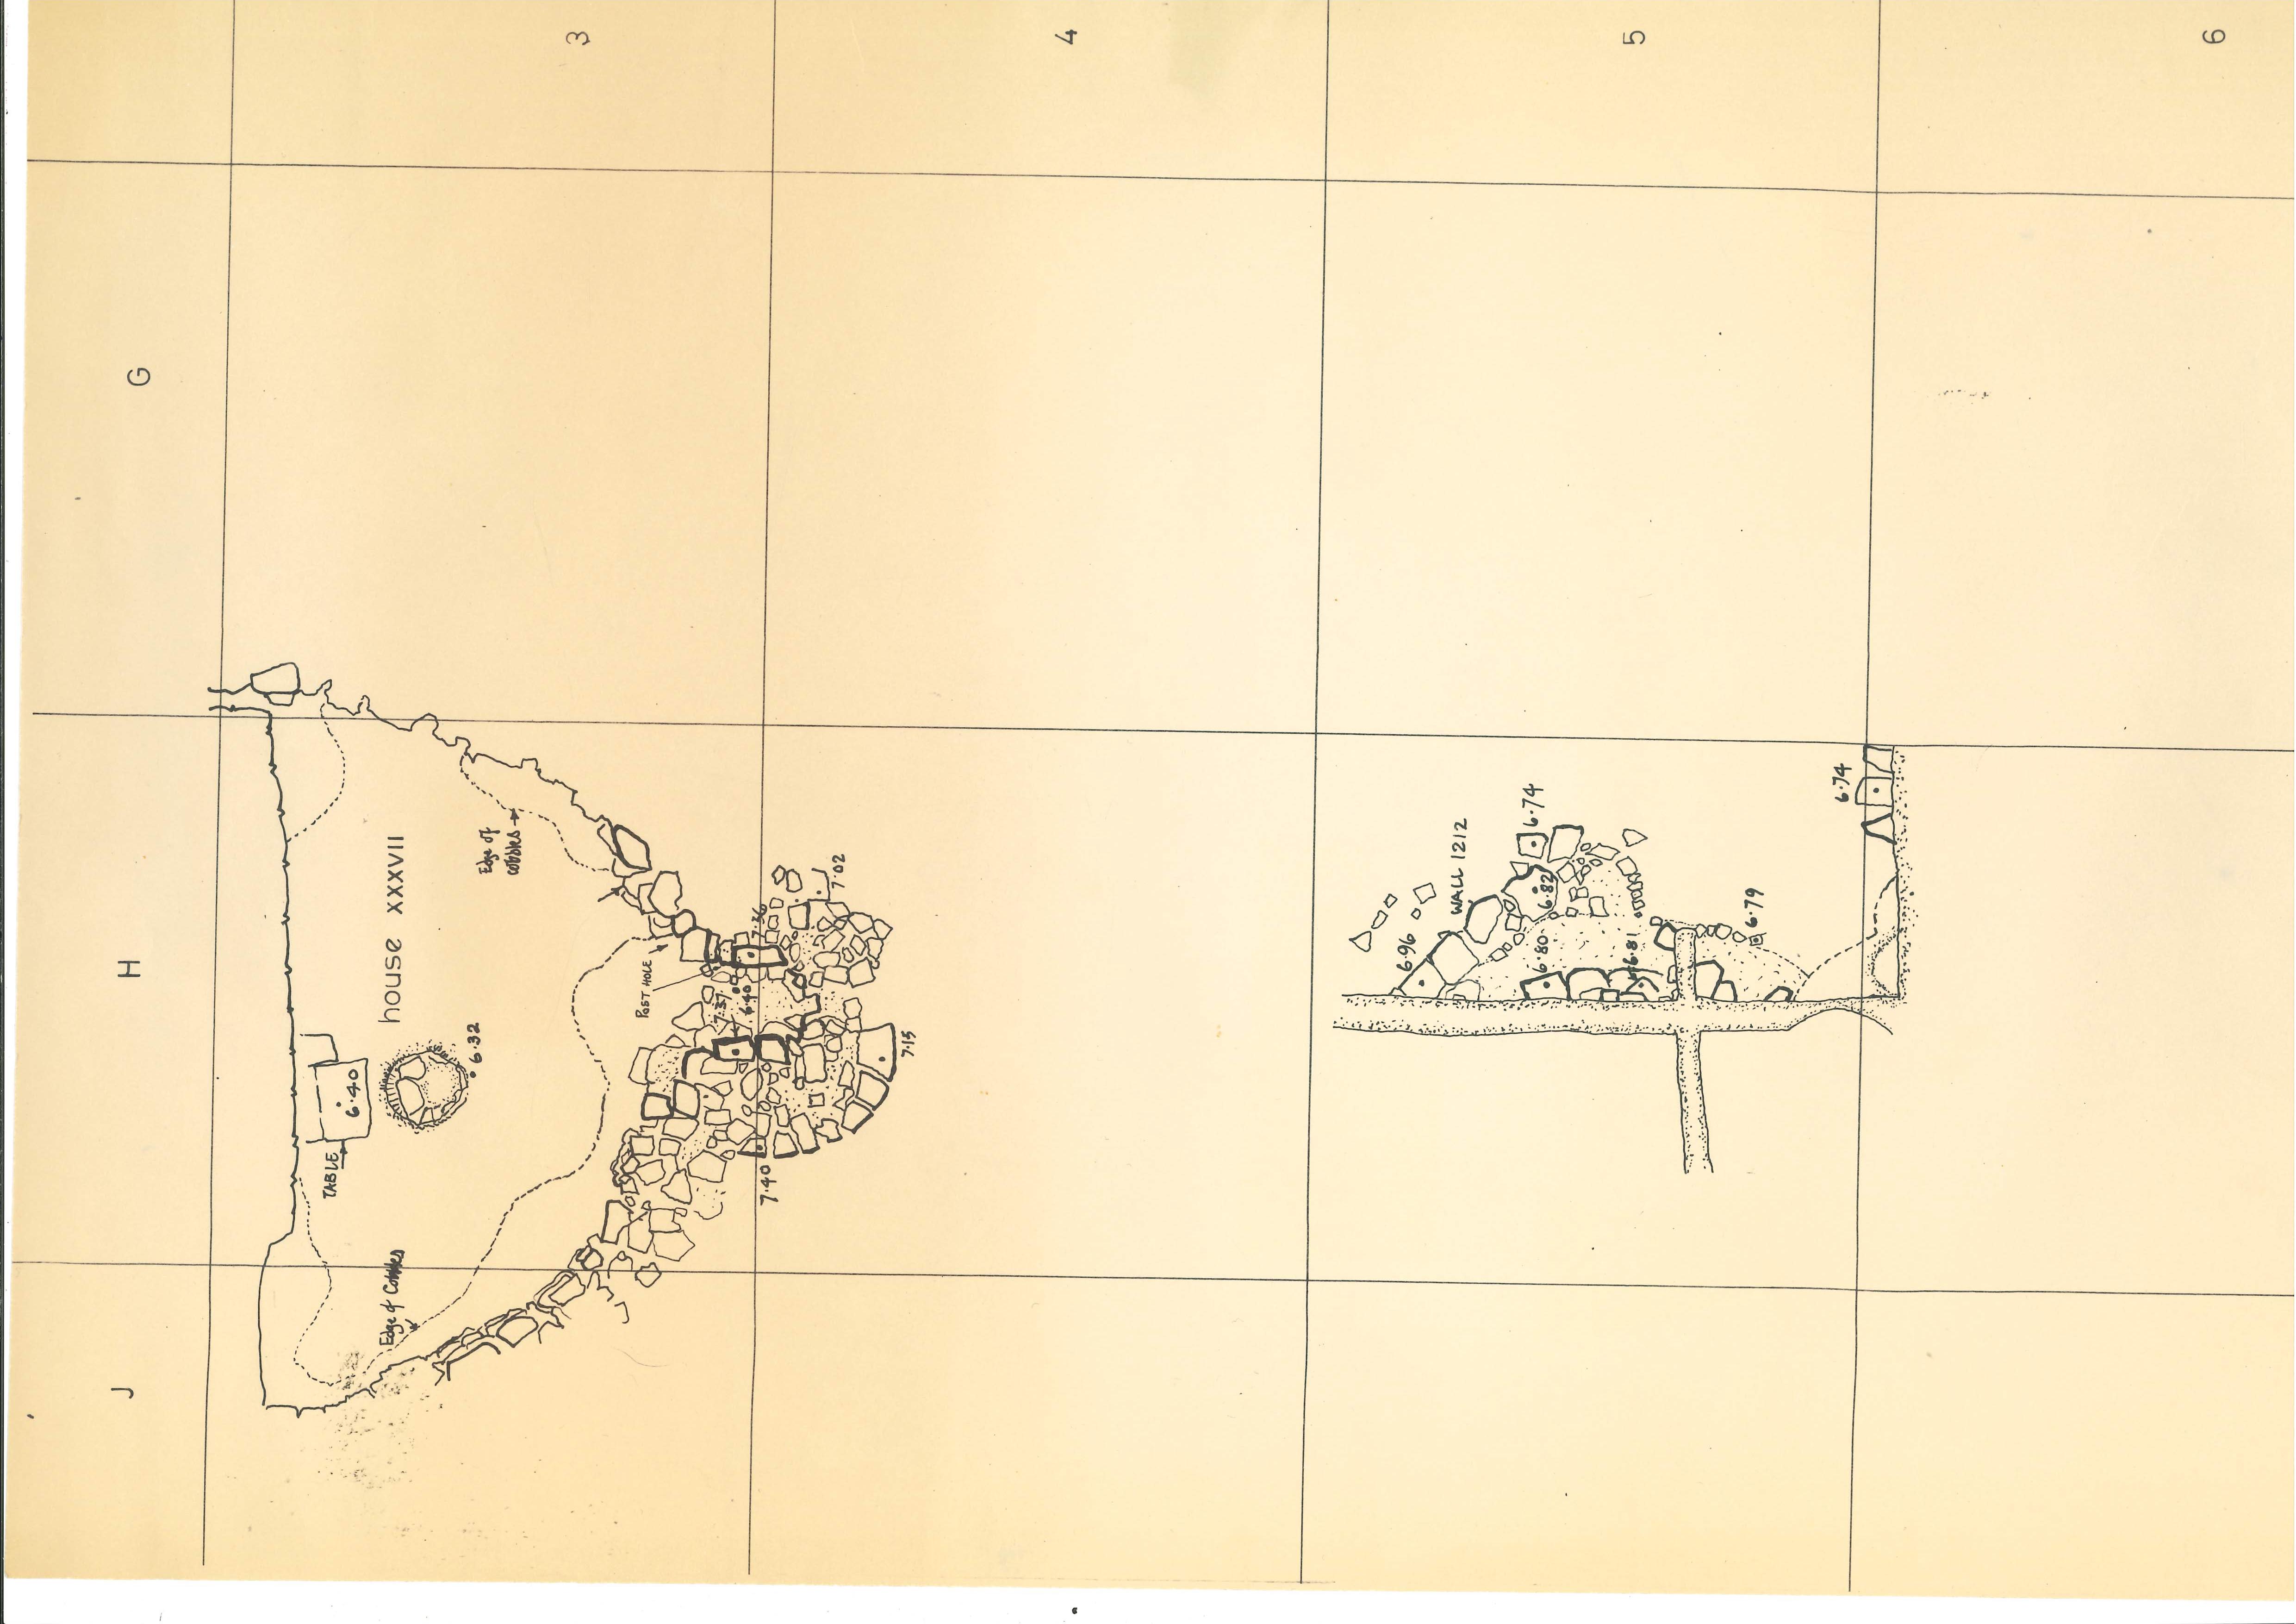 3
4
5
6
G
H
J
house XXXVII
Edge of
cobbles
POST HOLE
TABLE
6.40
6.32
Edge of Cobbles
7.36
7.02
7.37
6.40
7.15
7.40
WALL 1212
6.96
6.74
6.82
6.80
6.81
6.79
6.74